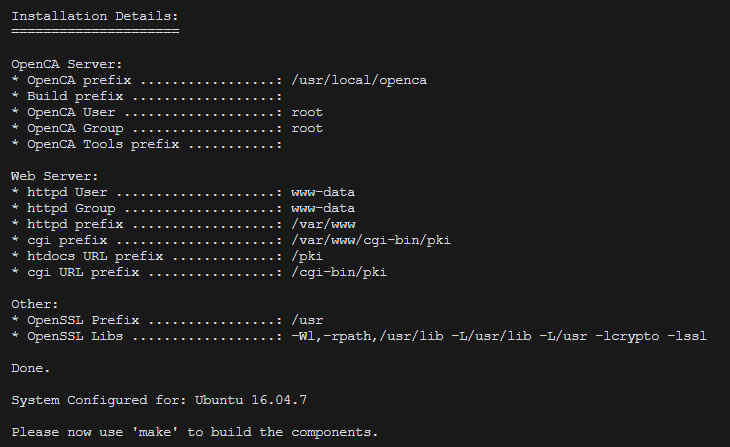 Installation Details:
=====================
OpenCA Server:
* OpenCA prefix .................: /usr/local/openca
* Build prefix ..................:
* OpenCA User ...................: root
* OpenCA Group ..................: root
* OpenCA Tools prefix ...........:
Web Server:
* httpd User ....................: www-data
* httpd Group ...................: www-data
* httpd prefix ..................: /var/www
* cgi prefix ....................: /var/www/cgi-bin/pki
* htdocs URL prefix .............: /pki
* cgi URL prefix ................: /cgi-bin/pki
Other:
* OpenSSL Prefix ................: /usr
* OpenSSL Libs ..................: -Wl,-rpath,/usr/lib -L/usr/lib -L/usr -lcrypto -lssl
Done.
System Configured for: Ubuntu 16.04.7
Please now use 'make' to build the components.